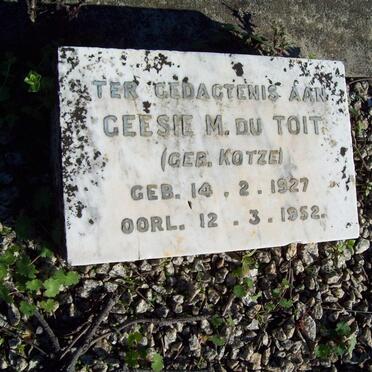 TER GEDAGTENIS AAN
GEESIE M. DU TOIT
(GEB. KOTZE)
GEB. 14. 2. 1927
OORL. 12. 3. 1952.